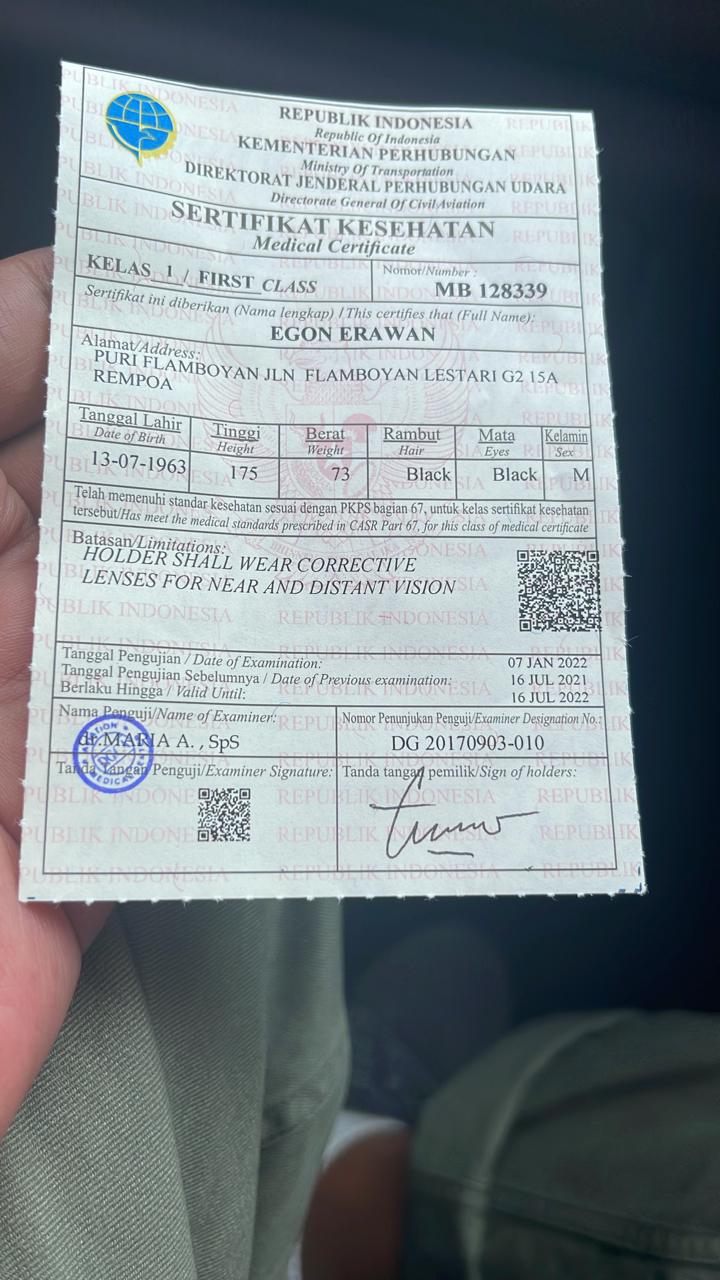 REPUBLIK INDONESIA
Republic Of Indonesia
KEMENTERIAN PERHUBUNGAN
Ministry Of Transportation
DIREKTORAT JENDERAL PERHUBUNGAN UDARA
Directorate General Of Civil Aviation
SERTIFIKAT KESEHATAN
Medical Certificate
KELAS 1 / FIRST CLASS
Nomor/Number :
MB 128339
Sertifikat ini diberikan (Nama lengkap) / This certifies that (Full Name):
EGON ERAWAN
Alamat/Address:
PURI FLAMBOYAN JLN FLAMBOYAN LESTARI G2 15A
REMPOA
Tanggal Lahir Tinggi Berat Rambut Mata Kelamin
Date of Birth Height Weight Hair Eyes Sex
13-07-1963 175 73 Black Black M
Telah memenuhi standar kesehatan sesuai dengan PKPS bagian 67, untuk kelas sertifikat kesehatan
tersebut/Has meet the medical standards prescribed in CASR Part 67, for this class of medical certificate
Batasan/Limitations:
HOLDER SHALL WEAR CORRECTIVE
LENSES FOR NEAR AND DISTANT VISION
Tanggal Pengujian / Date of Examination: 07 JAN 2022
Tanggal Pengujian Sebelumnya / Date of Previous examination: 16 JUL 2021
Berlaku Hingga / Valid Until: 16 JUL 2022
Nama Penguji/Name of Examiner:
dr.MARIA A. , SpS
Nomor Penunjukan Penguji/Examiner Designation No.:
DG 20170903-010
Tanda Tangan Penguji/Examiner Signature:
Tanda tangan pemilik/Sign of holders: